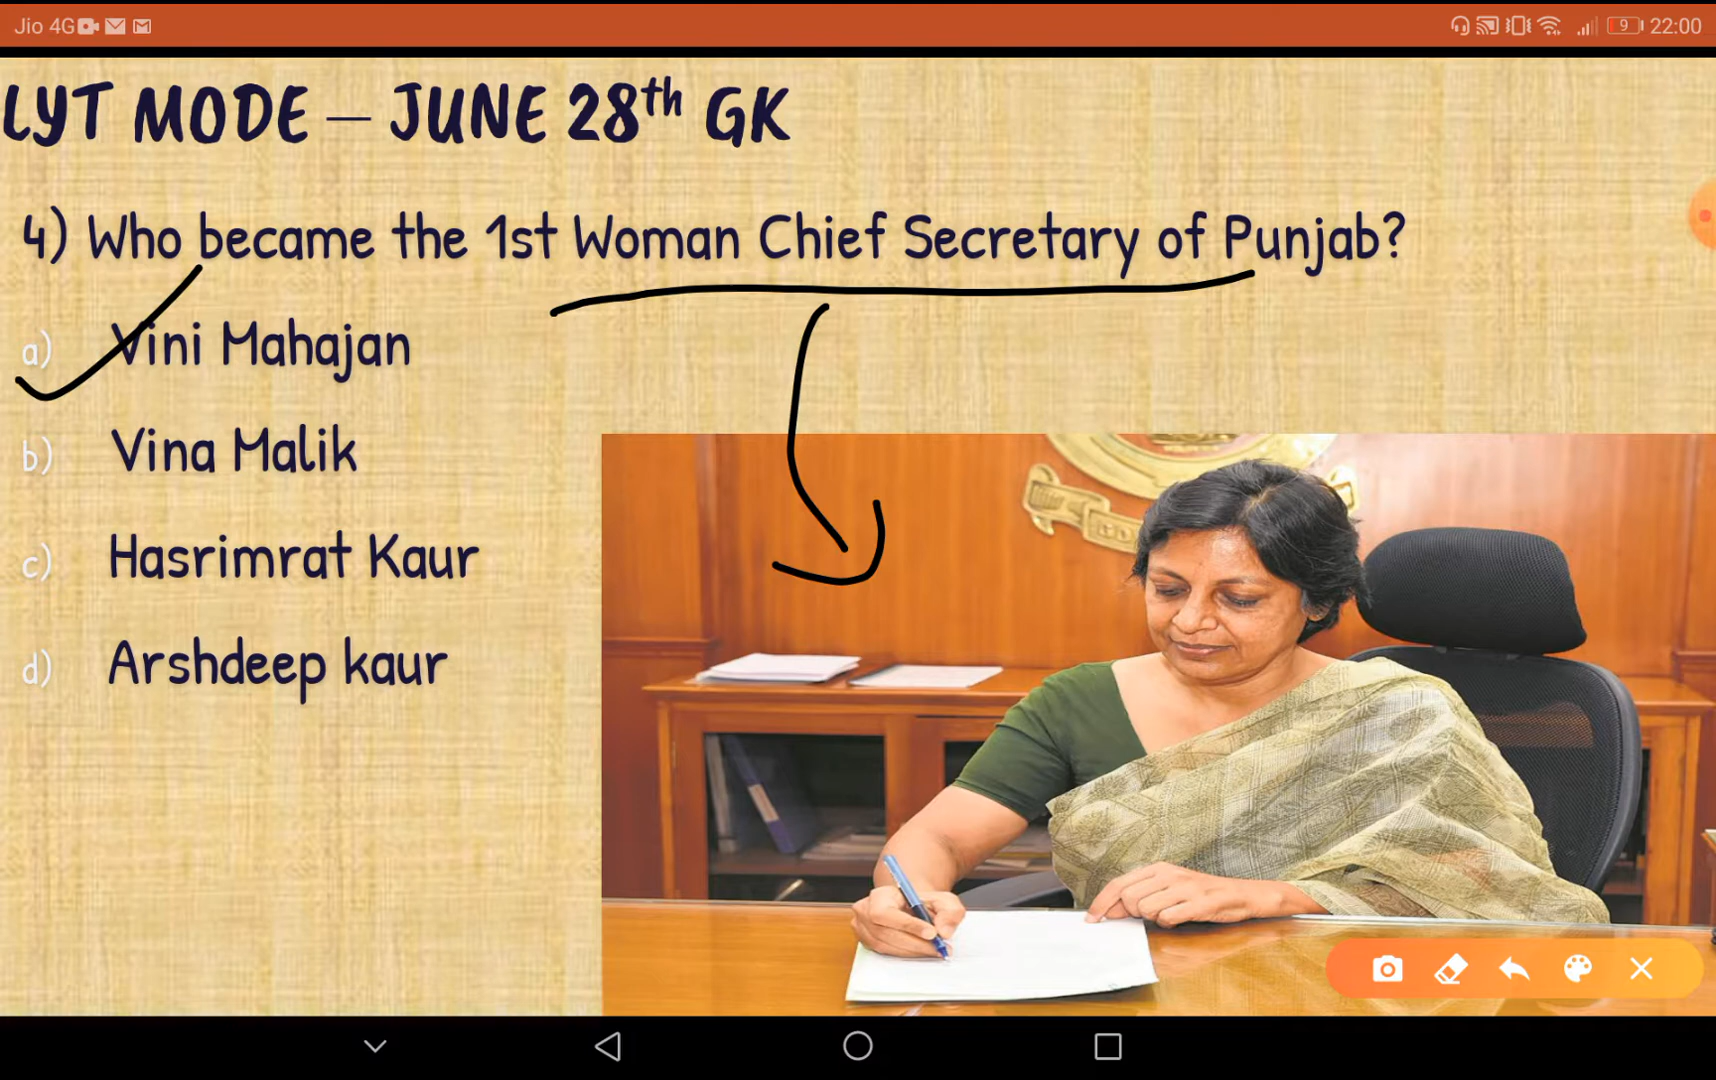 Jio 4G
9 22:00
LYT MODE – JUNE 28th GK
4) Who became the 1st Woman Chief Secretary of Punjab?
a) Vini Mahajan
b) Vina Malik
c) Hasrimrat Kaur
d) Arshdeep kaur